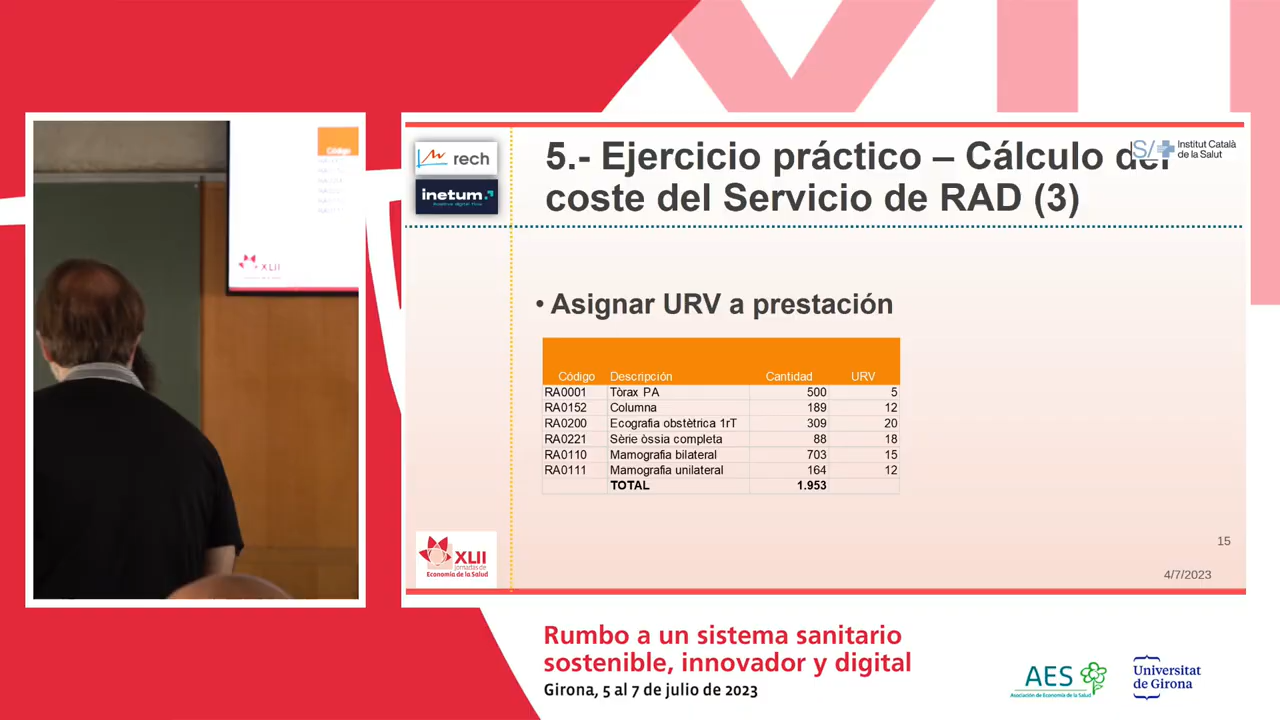 Código
XLII
rech
inetum.
5.- Ejercicio práctico – Cálculo del
coste del Servicio de RAD (3)
Institut Català
de la Salut
• Asignar URV a prestación
Código Descripción Cantidad URV
RA0001 Tòrax PA 500 5
RA0152 Columna 189 12
RA0200 Ecografia obstètrica 1rT 309 20
RA0221 Sèrie òssia completa 88 18
RA0110 Mamografia bilateral 703 15
RA0111 Mamografia unilateral 164 12
TOTAL 1.953
XLII
Jornadas de
Economía de la Salud
15
4/7/2023
Rumbo a un sistema sanitario
sostenible, innovador y digital
Girona, 5 al 7 de julio de 2023
AES
Asociación de Economía de la Salud
Universitat
de Girona